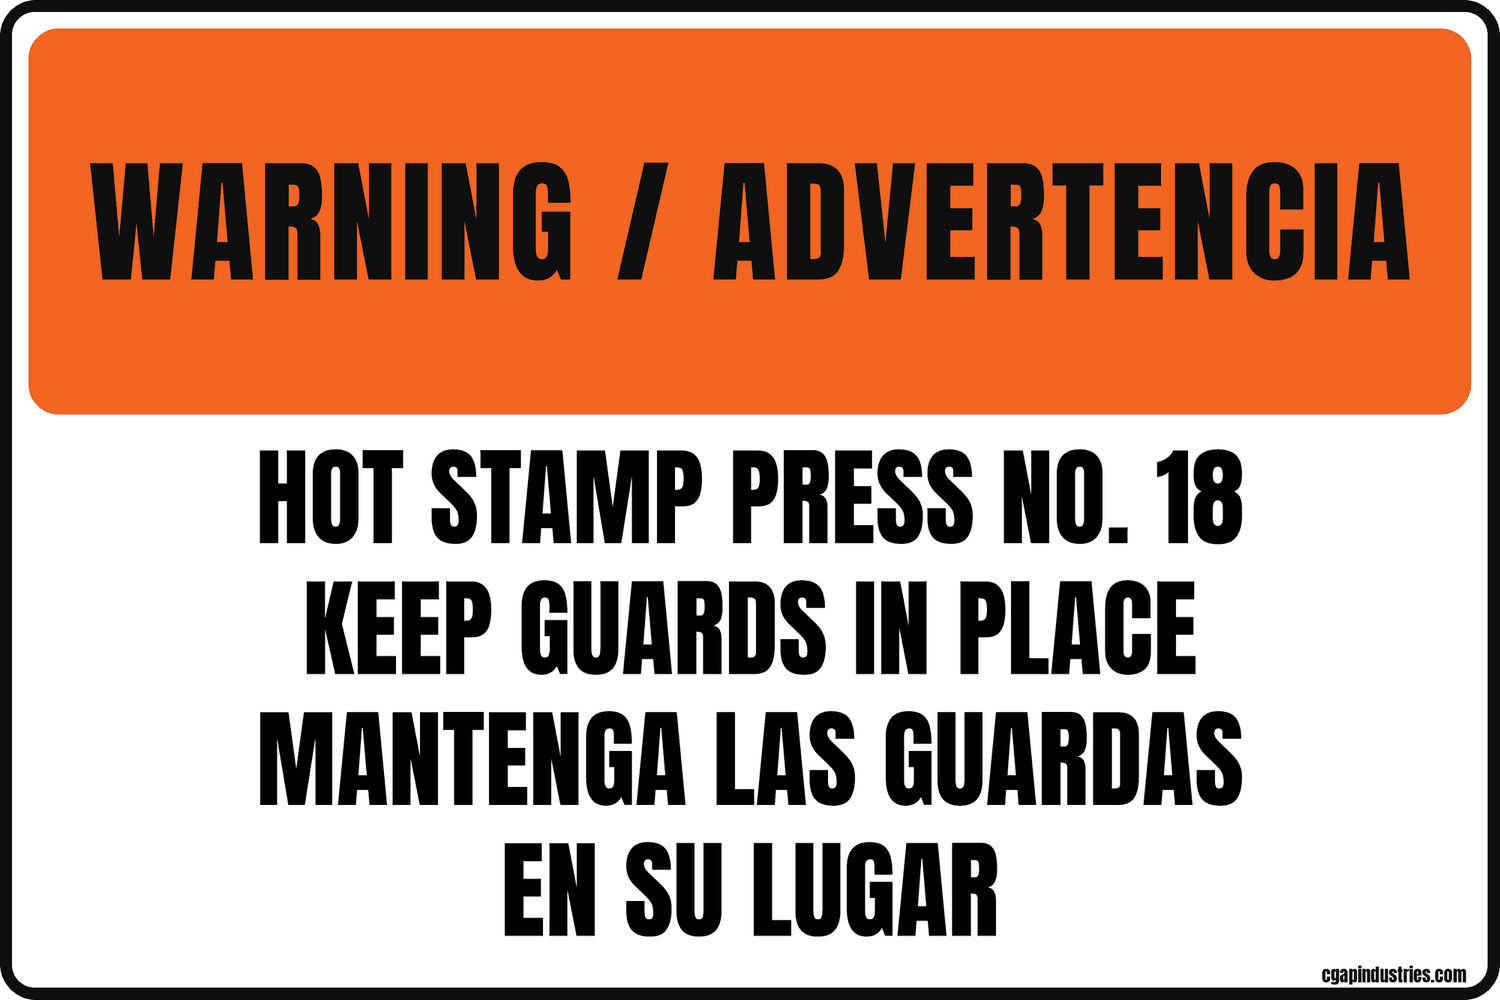 WARNING / ADVERTENCIA
HOT STAMP PRESS NO. 18
KEEP GUARDS IN PLACE
MANTENGA LAS GUARDAS
EN SU LUGAR
cgapindustries.com